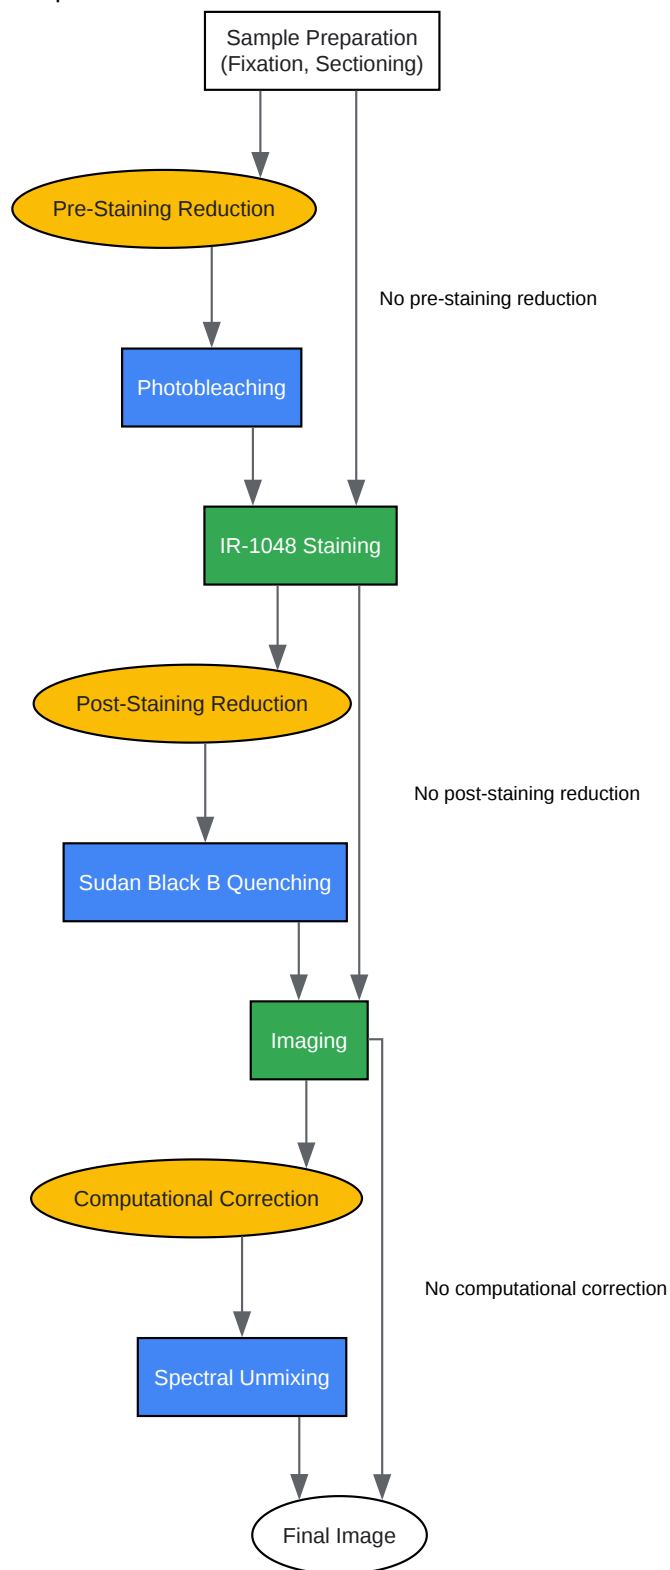 Sample Preparation
(Fixation, Sectioning)
Pre-Staining Reduction
No pre-staining reduction
Photobleaching
IR-1048 Staining
Post-Staining Reduction
No post-staining reduction
Sudan Black B Quenching
Imaging
Computational Correction
No computational correction
Spectral Unmixing
Final Image